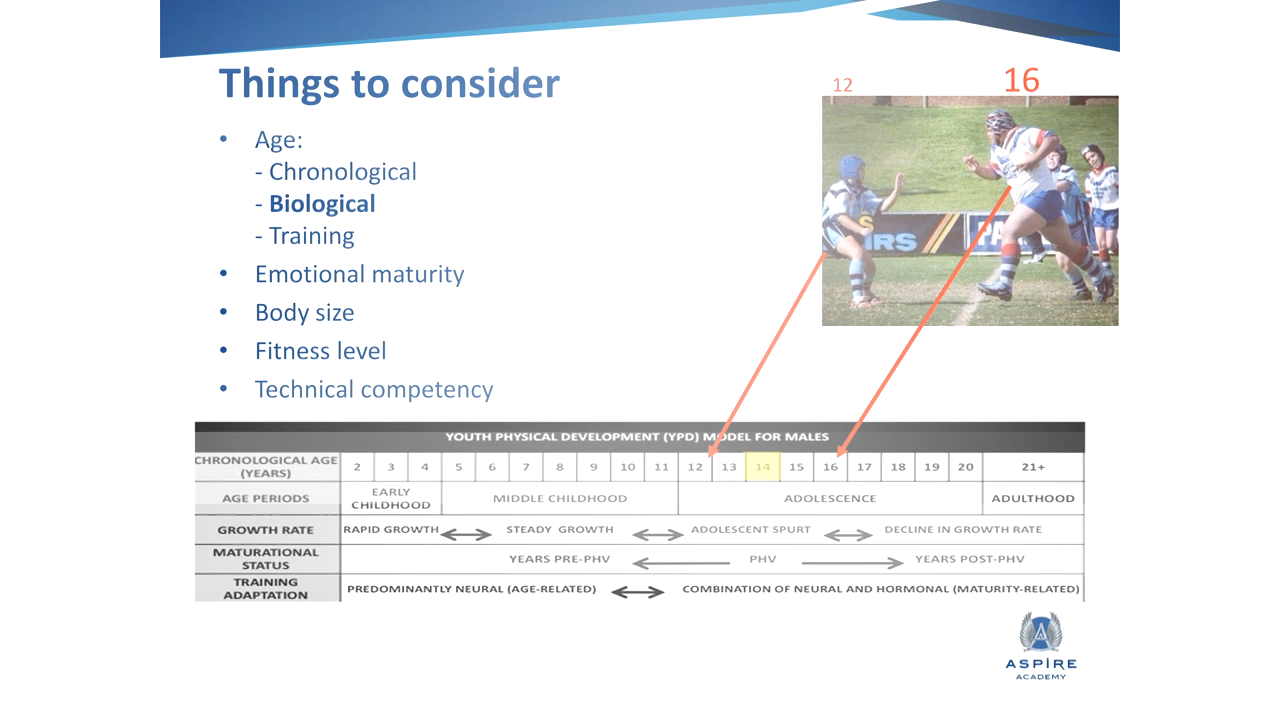 Things to consider
12
16
• Age:
- Chronological
- Biological
- Training
• Emotional maturity
• Body size
• Fitness level
• Technical competency
YOUTH PHYSICAL DEVELOPMENT (YPD) MODEL FOR MALES
CHRONOLOGICAL AGE (YEARS) 2 3 4 5 6 7 8 9 10 11 12 13 14 15 16 17 18 19 20 21+
AGE PERIODS EARLY CHILDHOOD MIDDLE CHILDHOOD ADOLESCENCE ADULTHOOD
GROWTH RATE RAPID GROWTH STEADY GROWTH ADOLESCENT SPURT DECLINE IN GROWTH RATE
MATURATIONAL STATUS YEARS PRE-PHV PHV YEARS POST-PHV
TRAINING ADAPTATION PREDOMINANTLY NEURAL (AGE-RELATED) COMBINATION OF NEURAL AND HORMONAL (MATURITY-RELATED)
ASPIRE
ACADEMY